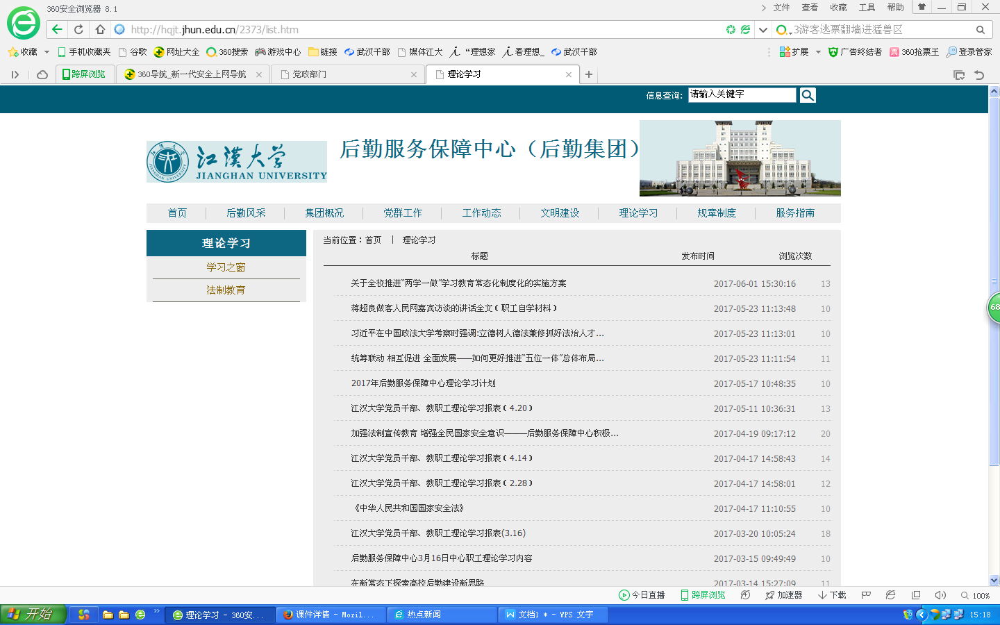 360安全浏览器 8.1
文件 查看 收藏 工具 帮助
http://hqjt.jhun.edu.cn/2373/list.htm
3游客逃票翻墙进猛兽区
收藏 手机收藏夹 谷歌 网址大全 360搜索 游戏中心 链接 武汉干部 媒体江大 “理想家 看理想_ 武汉干部
扩展 广告终结者 360抢票王 登录管家
跨屏浏览 360导航_新一代安全上网导航 党政部门 理论学习
信息查询: 请输入关键字
江漢大学
JIANGHAN UNIVERSITY
后勤服务保障中心（后勤集团）
首页 后勤风采 集团概况 党群工作 工作动态 文明建设 理论学习 规章制度 服务指南
理论学习
学习之窗
法制教育
当前位置：首页 | 理论学习
标题 发布时间 浏览次数
关于全校推进“两学一做”学习教育常态化制度化的实施方案 2017-06-01 15:30:16 13
蒋超良做客人民网嘉宾访谈的讲话全文（职工自学材料） 2017-05-23 11:13:48 10
习近平在中国政法大学考察时强调:立德树人德法兼修抓好法治人才... 2017-05-23 11:13:01 10
统筹联动 相互促进 全面发展——如何更好推进“五位一体”总体布局... 2017-05-23 11:11:54 11
2017年后勤服务保障中心理论学习计划 2017-05-17 10:48:35 10
江汉大学党员干部、教职工理论学习报表（4.20） 2017-05-11 10:36:31 13
加强法制宣传教育 增强全民国家安全意识———后勤服务保障中心积极... 2017-04-19 09:17:12 20
江汉大学党员干部、教职工理论学习报表（4.14） 2017-04-17 14:58:43 14
江汉大学党员干部、教职工理论学习报表（2.28） 2017-04-17 14:58:01 12
《中华人民共和国国家安全法》 2017-04-17 11:10:55 10
江汉大学党员干部、教职工理论学习报表(3.16) 2017-03-20 10:05:24 18
后勤服务保障中心3月16日中心职工理论学习内容 2017-03-15 09:49:49 10
在新常态下探索高校后勤建设新思路 2017-03-14 15:27:09 11
68
今日直播 跨屏浏览 加速器 下载 100%
开始 理论学习 - 360安... 课件详情 - Mozil... 热点新闻 文档1 * - WPS 文字 15:18